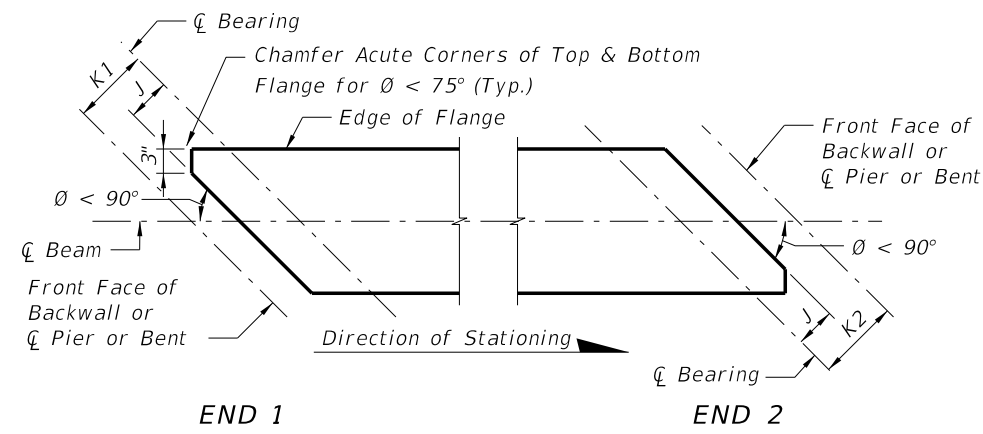 ℄ Bearing
Chamfer Acute Corners of Top & Bottom
Flange for Ø < 75° (Typ.)
K1
J
Edge of Flange
3"
Front Face of
Backwall or
℄ Pier or Bent
Ø < 90°
℄ Beam
Ø < 90°
Front Face of
Backwall or
℄ Pier or Bent
Direction of Stationing
J
K2
℄ Bearing
END 1
END 2